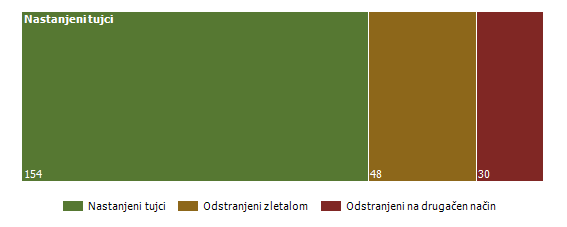 Nastanjeni tujci
154 48 30
Nastanjeni tujci Odstranjeni z letalom Odstranjeni na drugačen način